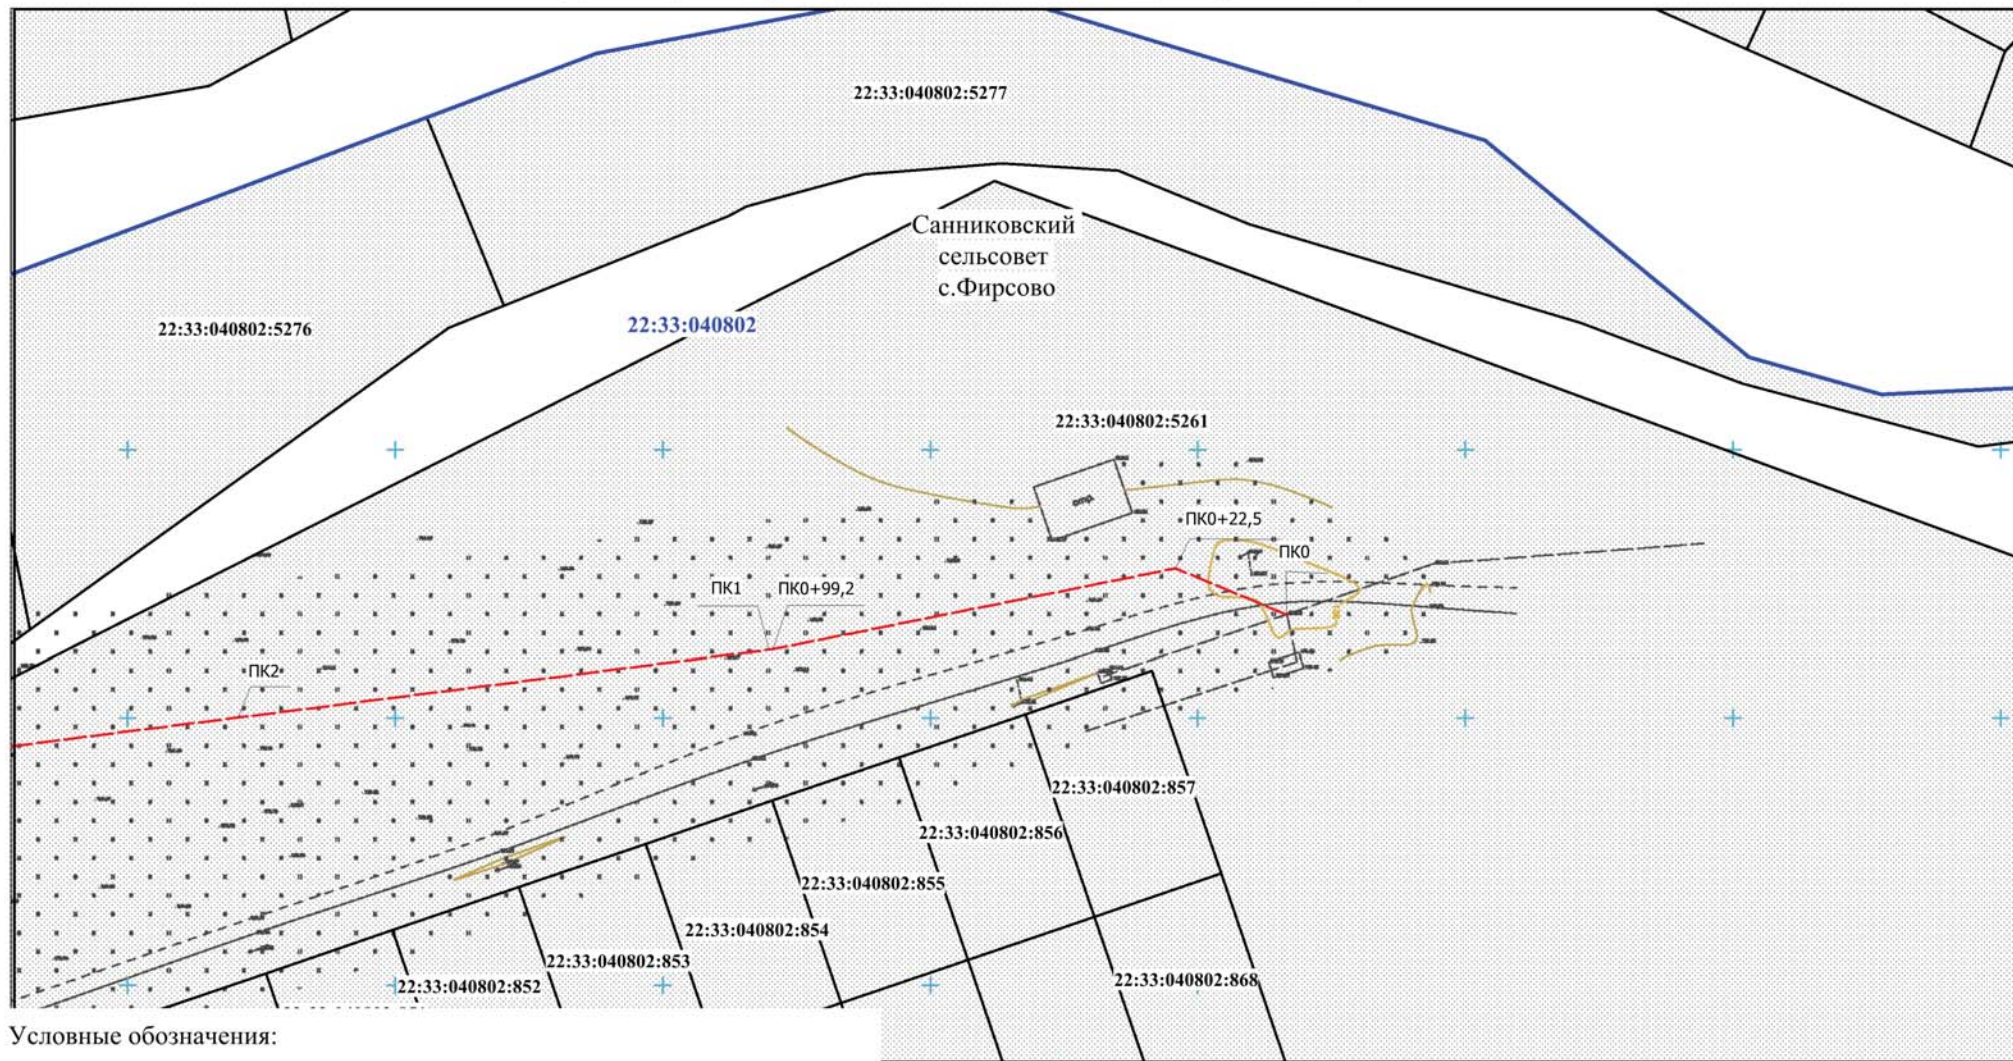 22:33:040802:5277
Санниковский
сельсовет
с.Фирсово
22:33:040802:5276
22:33:040802
22:33:040802:5261
стр.
ПК0+22,5
ПК0
ПК1
ПК0+99,2
ПК2
22:33:040802:857
22:33:040802:856
22:33:040802:855
22:33:040802:854
22:33:040802:853
22:33:040802:852
22:33:040802:868
Условные обозначения: